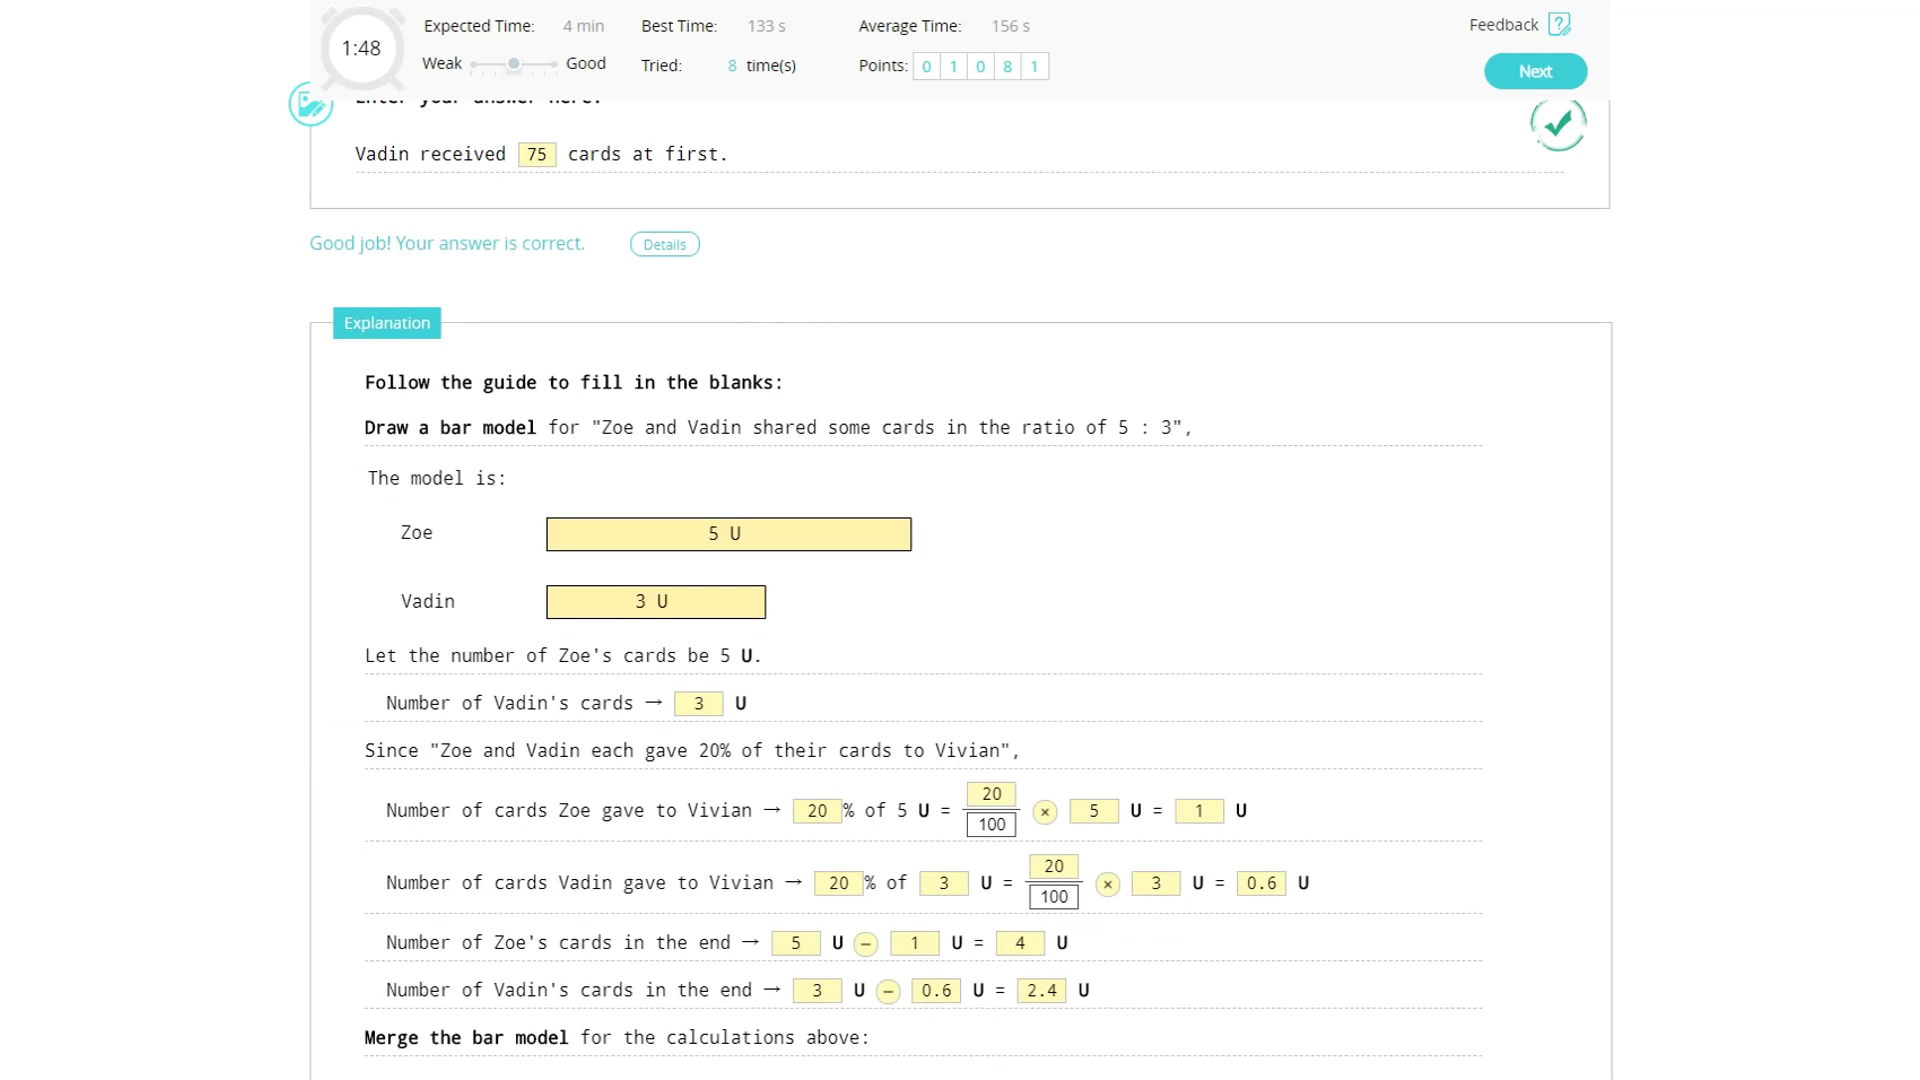 Expected Time: 4 min Best Time: 133 s Average Time: 156 s Feedback
1:48
Weak Good Tried: 8 time(s) Points: 0 1 0 8 1 Next
Enter your answer here:
Vadin received 75 cards at first.
Good job! Your answer is correct. Details
Explanation
Follow the guide to fill in the blanks:
Draw a bar model for "Zoe and Vadin shared some cards in the ratio of 5 : 3",
The model is:
Zoe 5 U
Vadin 3 U
Let the number of Zoe's cards be 5 U.
Number of Vadin's cards → 3 U
Since "Zoe and Vadin each gave 20% of their cards to Vivian",
Number of cards Zoe gave to Vivian → 20 % of 5 U = 20/100 × 5 U = 1 U
Number of cards Vadin gave to Vivian → 20 % of 3 U = 20/100 × 3 U = 0.6 U
Number of Zoe's cards in the end → 5 U − 1 U = 4 U
Number of Vadin's cards in the end → 3 U − 0.6 U = 2.4 U
Merge the bar model for the calculations above: